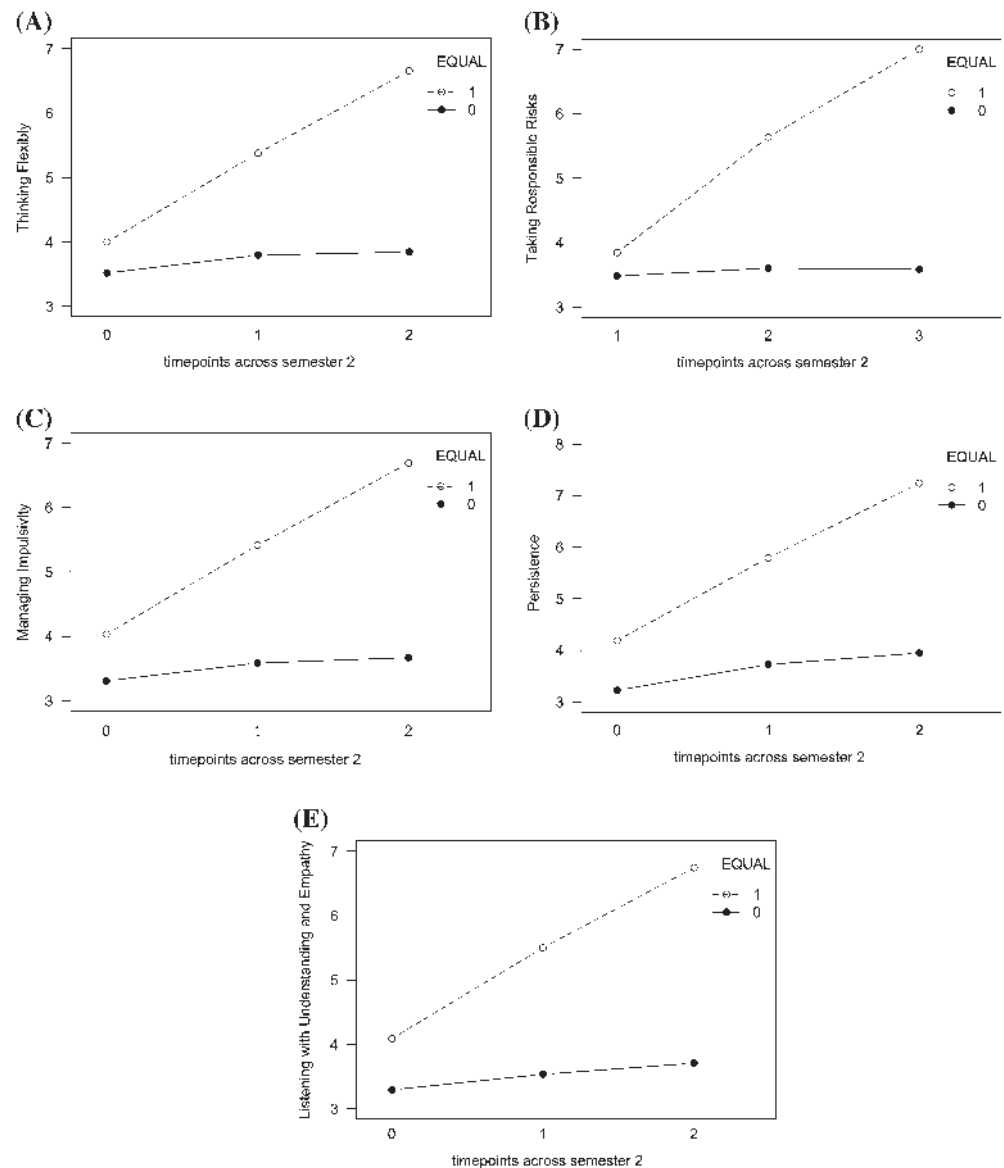 (A)
7
6
5
4
3
Thinking Flexibly
EQUAL
1
0
0 1 2
timepoints across semester 2
(B)
7
6
5
4
3
Taking Responsible Risks
EQUAL
1
0
1 2 3
timepoints across semester 2
(C)
7
6
5
4
3
Managing Impulsivity
EQUAL
1
0
0 1 2
timepoints across semester 2
(D)
8
7
6
5
4
3
Persistence
EQUAL
1
0
0 1 2
timepoints across semester 2
(E)
7
6
5
4
3
Listening with Understanding and Empathy
EQUAL
1
0
0 1 2
timepoints across semester 2